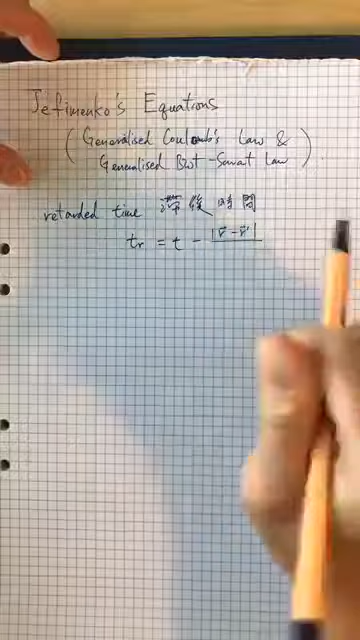 Jefimenko's Equations
(Generalised Coulomb's Law &
Generalised Biot-Savart Law)
retarded time 滯後時間
tr = t - |r⃗ - r⃗'|